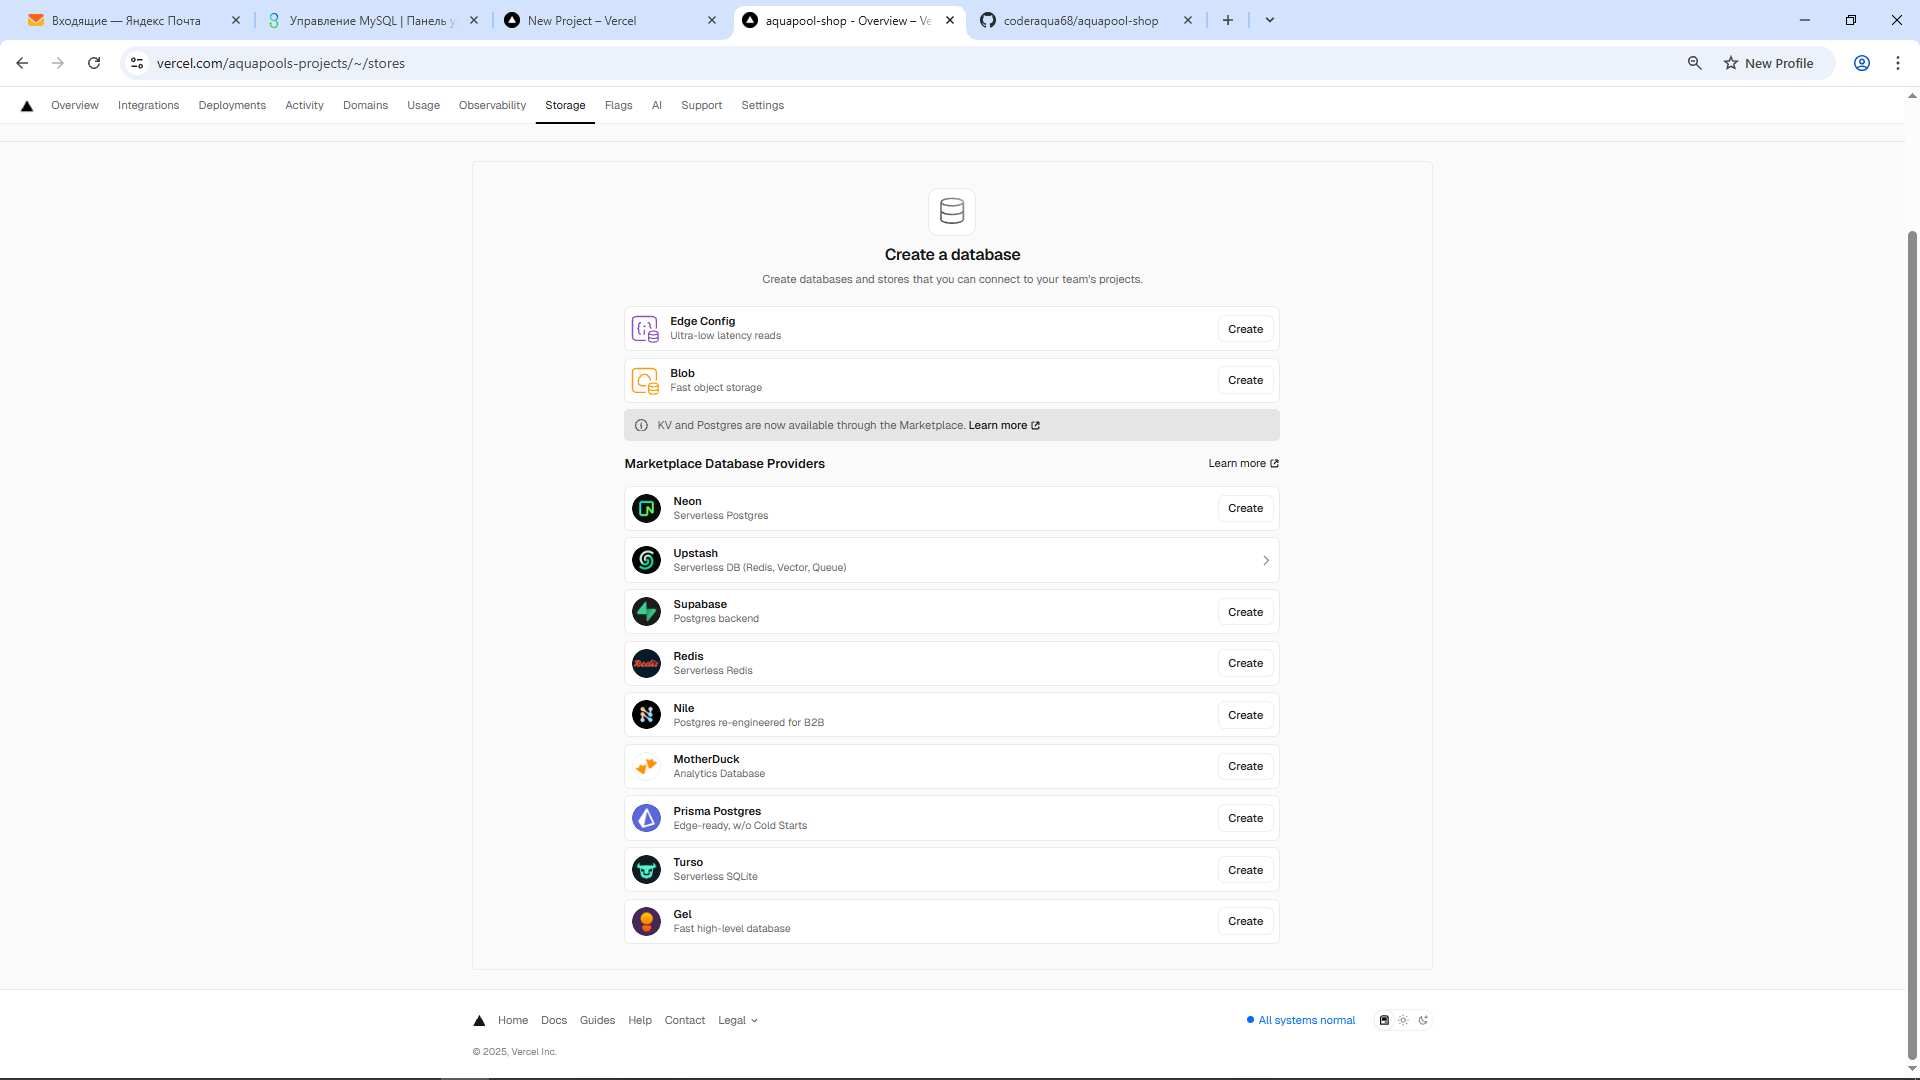 Входящие — Яндекс Почта
Управление MySQL | Панель у
New Project – Vercel
aquapool-shop - Overview – Ve
coderaqua68/aquapool-shop
vercel.com/aquapools-projects/~/stores
New Profile
Overview Integrations Deployments Activity Domains Usage Observability Storage Flags AI Support Settings
Create a database
Create databases and stores that you can connect to your team's projects.
Edge Config
Ultra-low latency reads
Create
Blob
Fast object storage
Create
KV and Postgres are now available through the Marketplace. Learn more
Marketplace Database Providers
Learn more
Neon
Serverless Postgres
Create
Upstash
Serverless DB (Redis, Vector, Queue)
Supabase
Postgres backend
Create
Redis
Redis
Serverless Redis
Create
Nile
Postgres re-engineered for B2B
Create
MotherDuck
Analytics Database
Create
Prisma Postgres
Edge-ready, w/o Cold Starts
Create
Turso
Serverless SQLite
Create
Gel
Fast high-level database
Create
Home Docs Guides Help Contact Legal
All systems normal
© 2025, Vercel Inc.